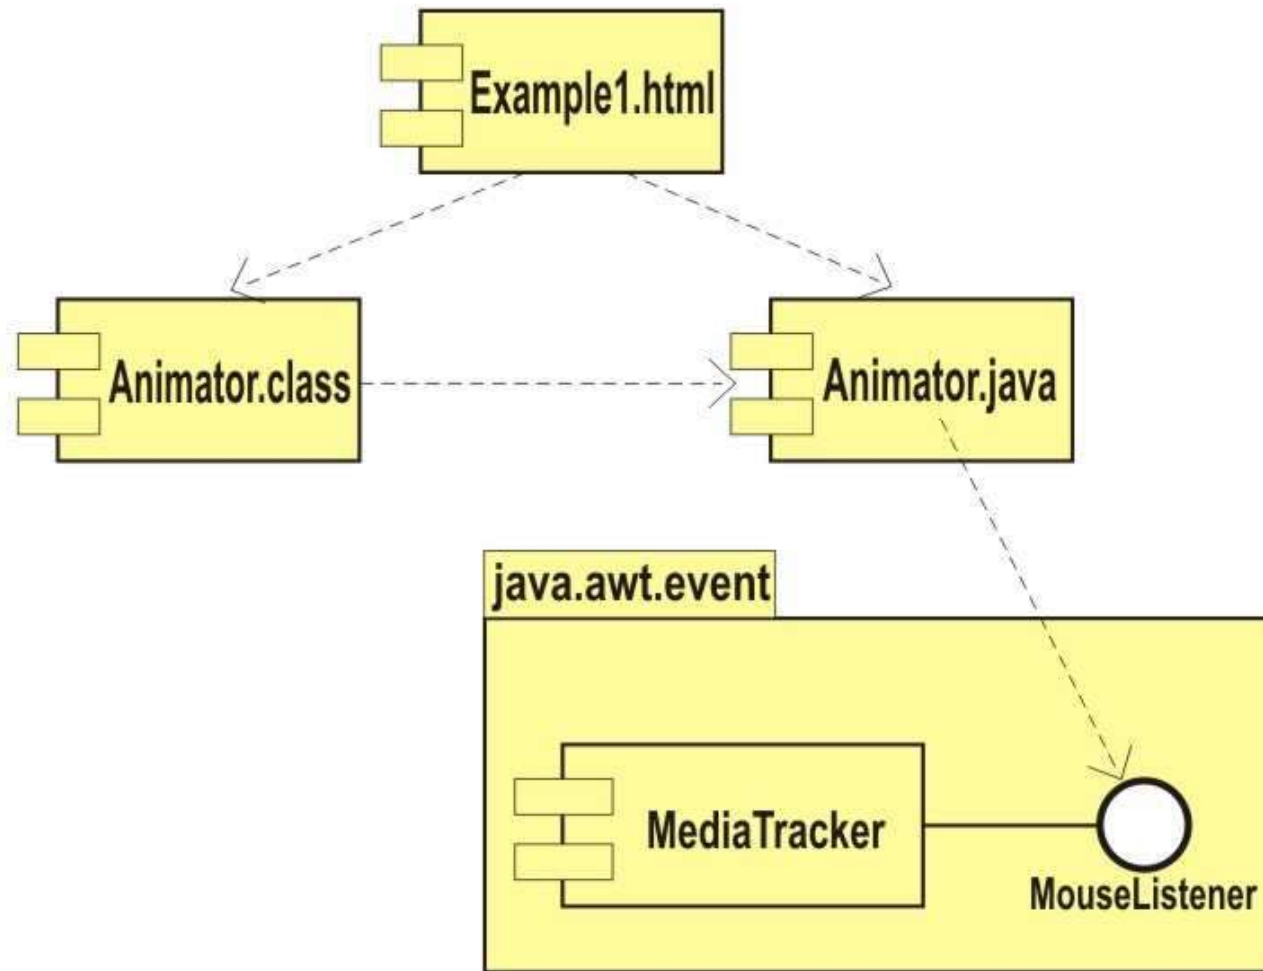 Example1.html
Animator.class
Animator.java
java.awt.event
MediaTracker
MouseListener